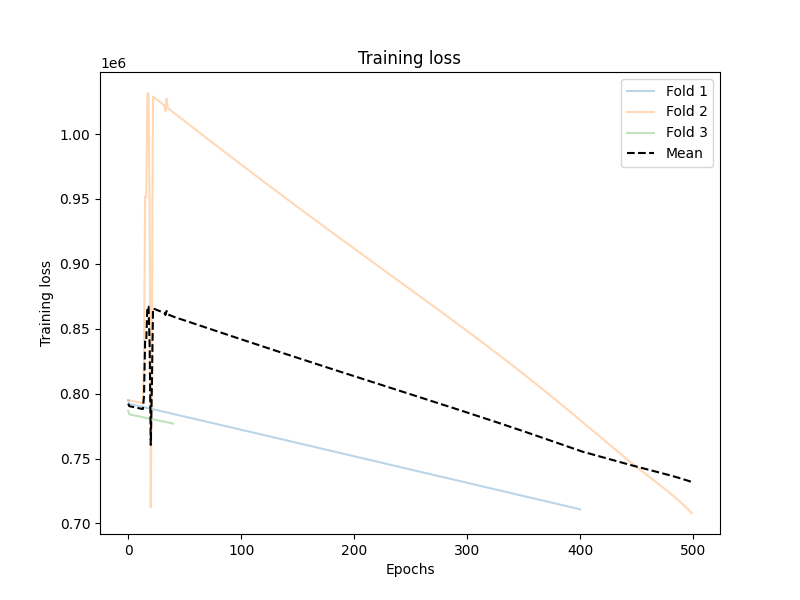 Training loss
1e6
Fold 1
Fold 2
Fold 3
Mean
1.00
0.95
0.90
0.85
0.80
0.75
0.70
Training loss
0 100 200 300 400 500
Epochs